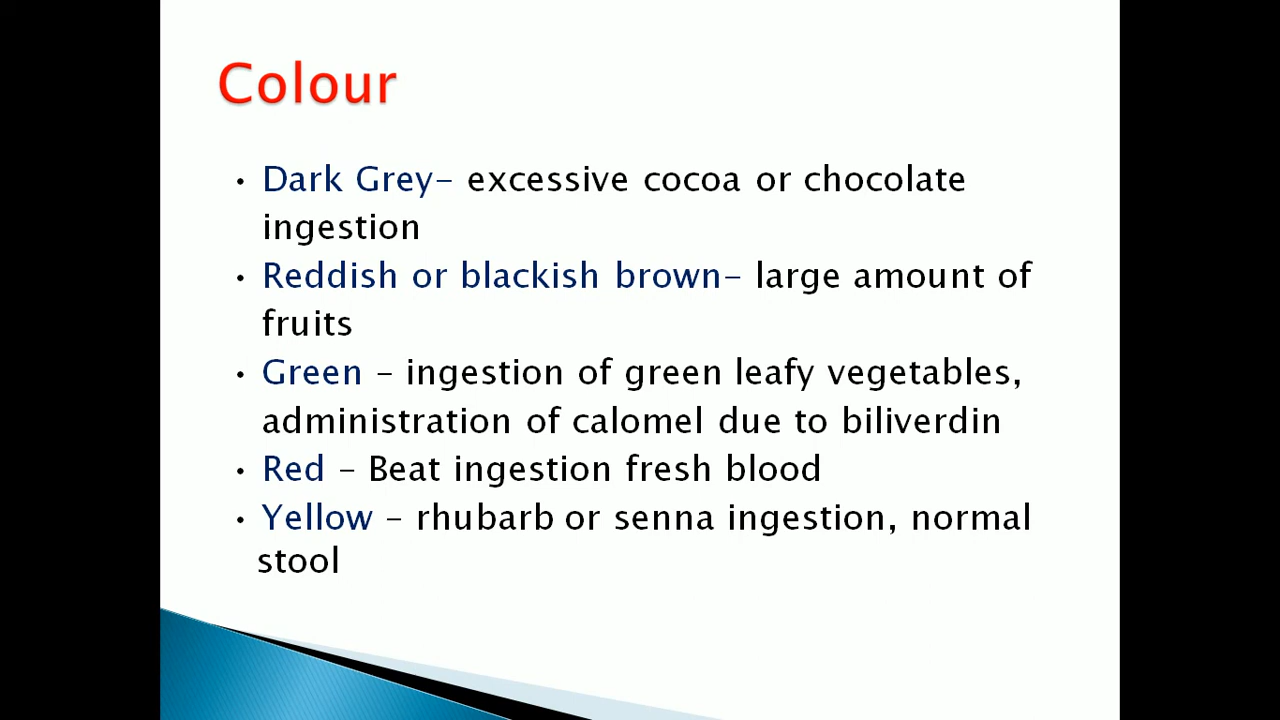 Colour
• Dark Grey- excessive cocoa or chocolate
ingestion
• Reddish or blackish brown- large amount of
fruits
• Green – ingestion of green leafy vegetables,
administration of calomel due to biliverdin
• Red – Beat ingestion fresh blood
• Yellow – rhubarb or senna ingestion, normal
stool